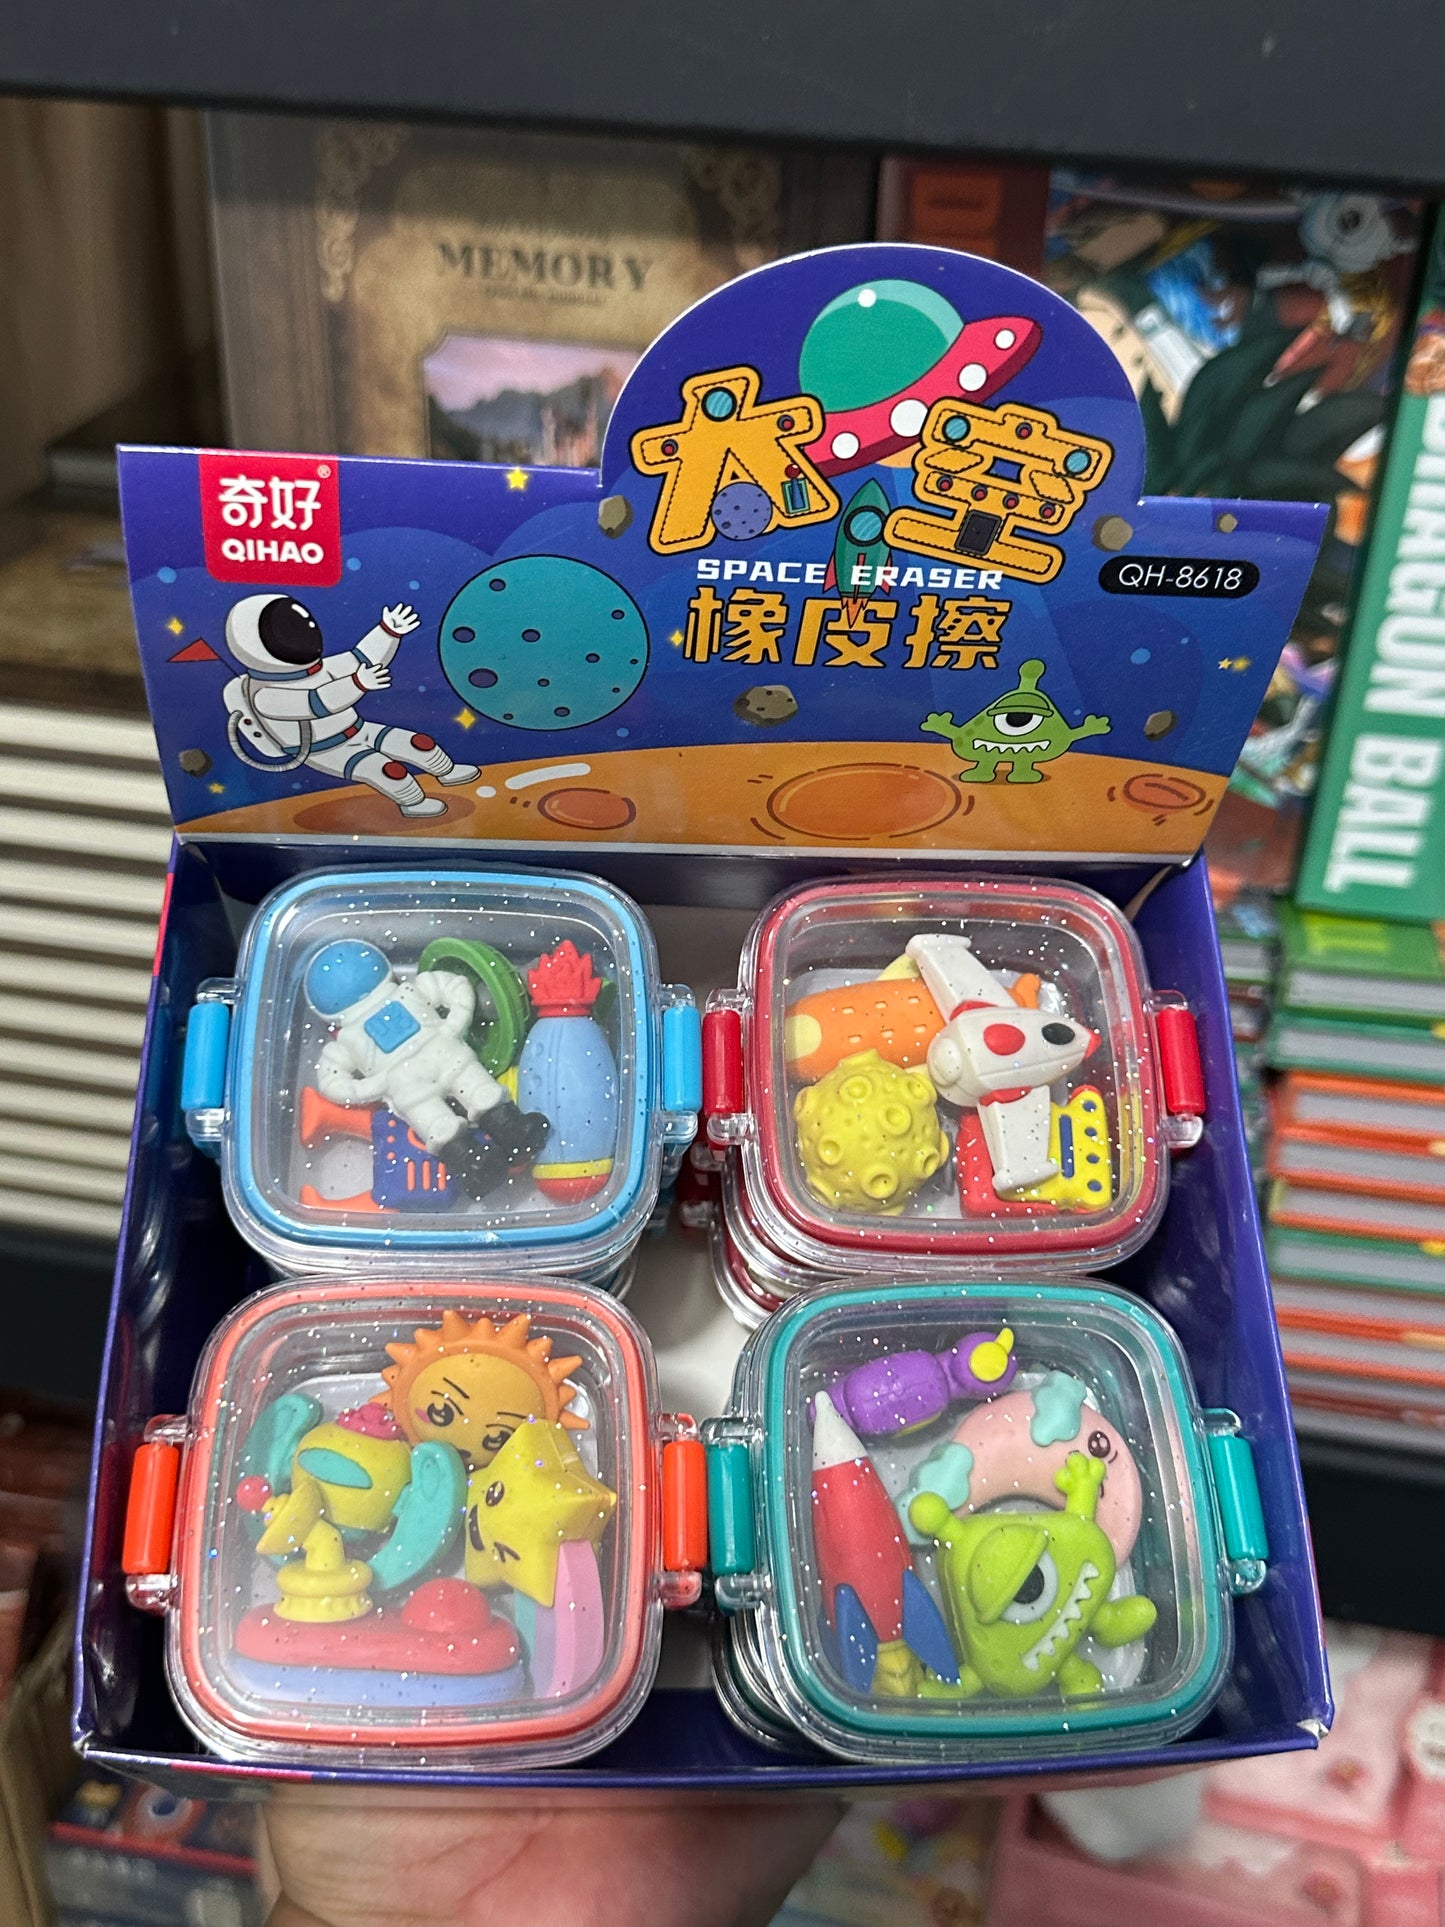 MEMORY
奇好®
QIHAO
太空
SPACE ERASER
QH-8618
橡皮擦
DRAGON BALL